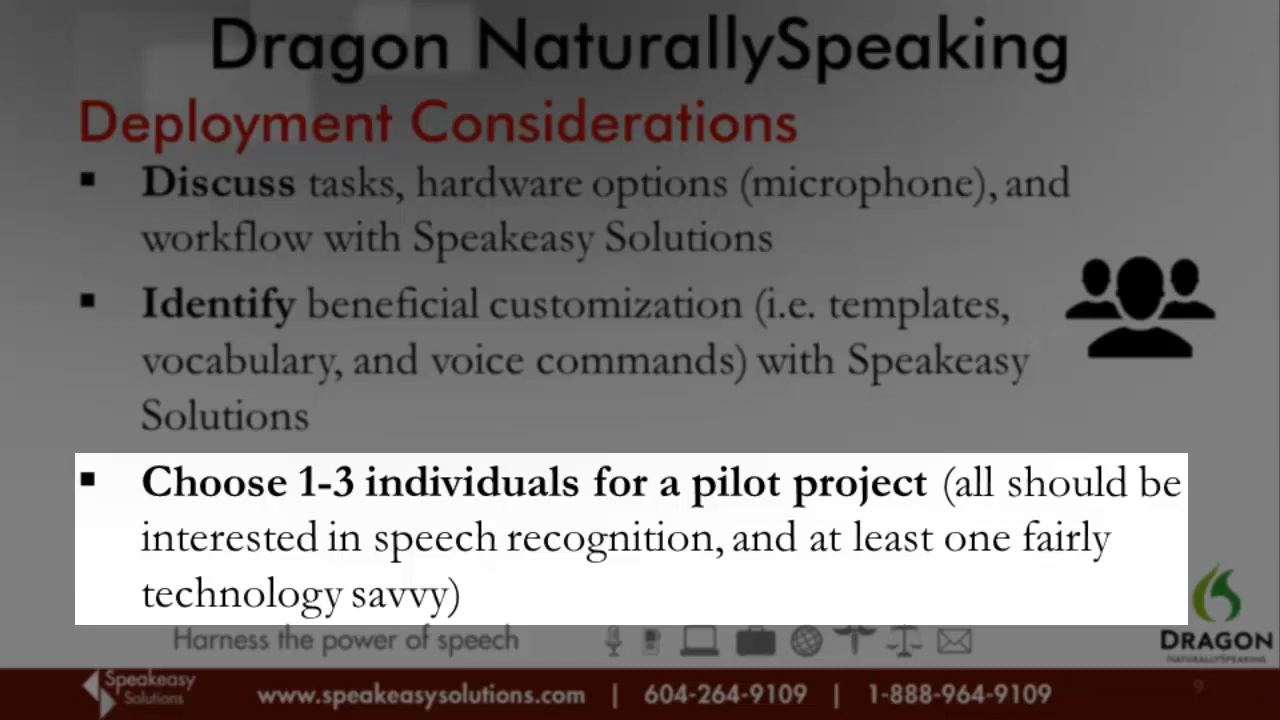 Dragon NaturallySpeaking
Deployment Considerations
▪ Discuss tasks, hardware options (microphone), and
workflow with Speakeasy Solutions
▪ Identify beneficial customization (i.e. templates,
vocabulary, and voice commands) with Speakeasy
Solutions
▪ Choose 1-3 individuals for a pilot project (all should be
interested in speech recognition, and at least one fairly
technology savvy)
Harness the power of speech
DRAGON
NATURALLYSPEAKING
Speakeasy
Solutions
www.speakeasysolutions.com | 604-264-9109 | 1-888-964-9109
9